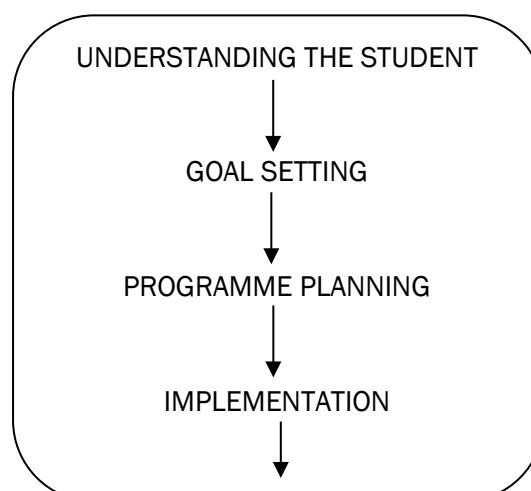 UNDERSTANDING THE STUDENT
GOAL SETTING
PROGRAMME PLANNING
IMPLEMENTATION